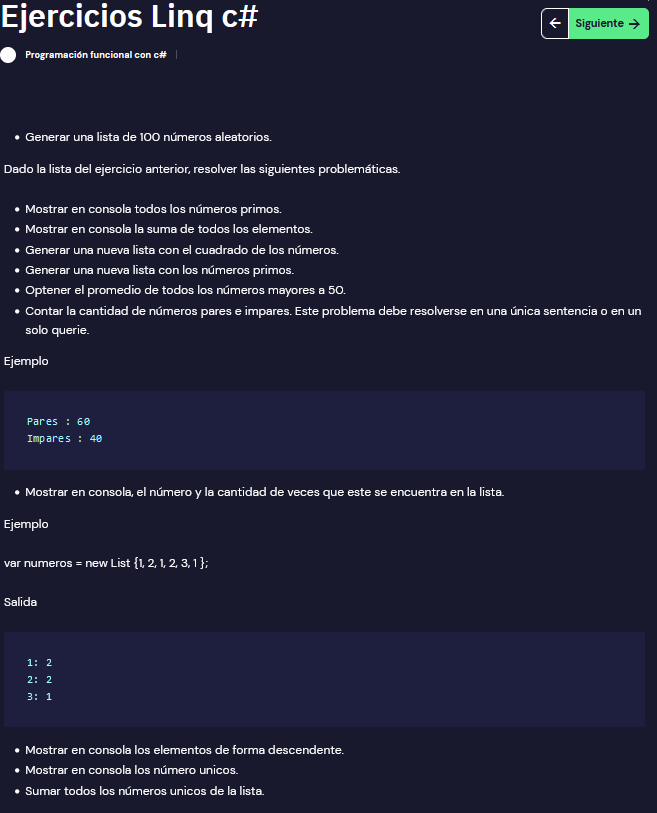 Ejercicios Linq c#
Siguiente
Programación funcional con c#
Generar una lista de 100 números aleatorios.
Dado la lista del ejercicio anterior, resolver las siguientes problemáticas.
Mostrar en consola todos los números primos.
Mostrar en consola la suma de todos los elementos.
Generar una nueva lista con el cuadrado de los números.
Generar una nueva lista con los números primos.
Optener el promedio de todos los números mayores a 50.
Contar la cantidad de números pares e impares. Este problema debe resolverse en una única sentencia o en un
solo querie.
Ejemplo
Pares : 60
Impares : 40
Mostrar en consola, el número y la cantidad de veces que este se encuentra en la lista.
Ejemplo
var numeros = new List {1, 2, 1, 2, 3, 1 };
Salida
1: 2
2: 2
3: 1
Mostrar en consola los elementos de forma descendente.
Mostrar en consola los número unicos.
Sumar todos los números unicos de la lista.